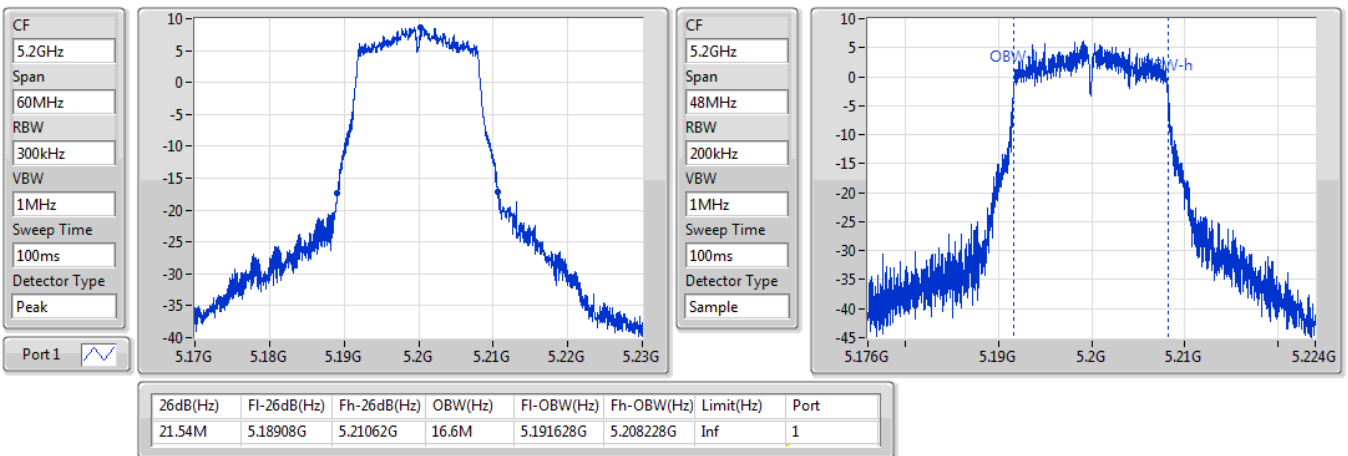 CF
5.2GHz
Span
60MHz
RBW
300kHz
VBW
1MHz
Sweep Time
100ms
Detector Type
Peak
Port 1
10
5
0
-5
-10
-15
-20
-25
-30
-35
-40
5.17G 5.18G 5.19G 5.2G 5.21G 5.22G 5.23G
CF
5.2GHz
Span
48MHz
RBW
200kHz
VBW
1MHz
Sweep Time
100ms
Detector Type
Sample
10
5
0
-5
-10
-15
-20
-25
-30
-35
-40
-45
5.176G 5.19G 5.2G 5.21G 5.224G
26dB(Hz) Fl-26dB(Hz) Fh-26dB(Hz) OBW(Hz) Fl-OBW(Hz) Fh-OBW(Hz) Limit(Hz) Port
21.54M 5.18908G 5.21062G 16.6M 5.191628G 5.208228G Inf 1